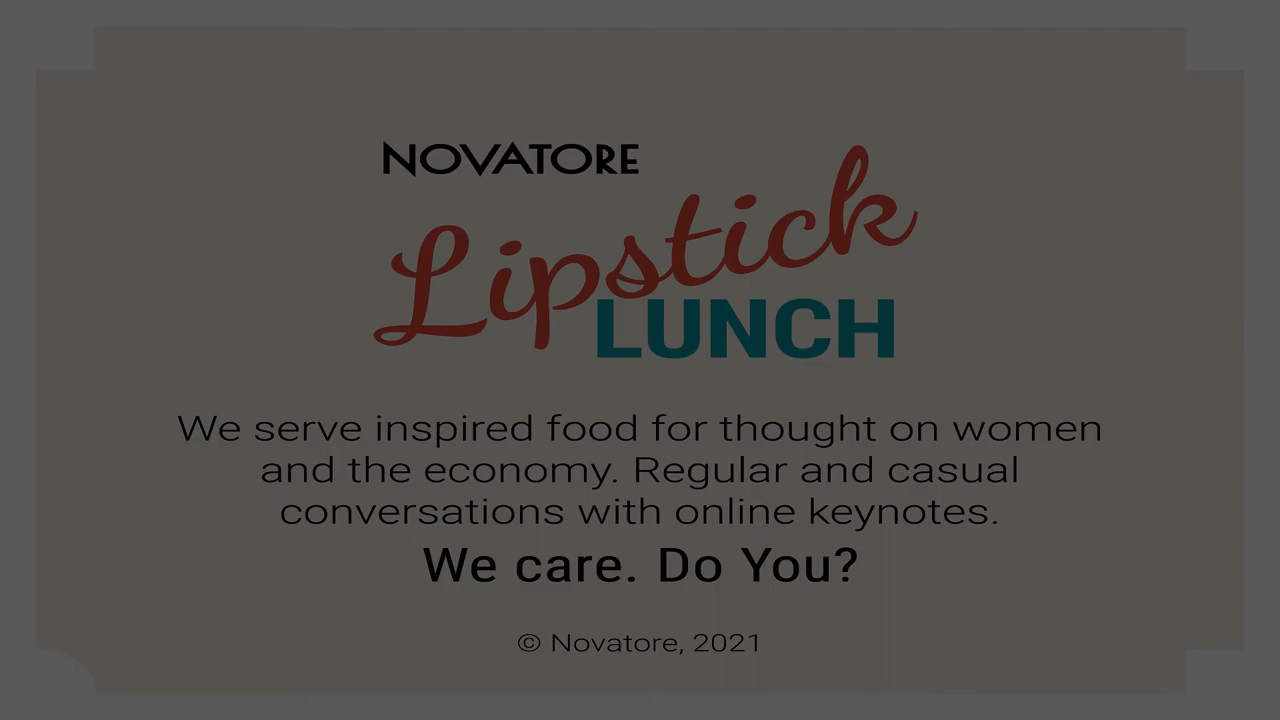 NOVATORE
Lipstick
LUNCH
We serve inspired food for thought on women
and the economy. Regular and casual
conversations with online keynotes.
We care. Do You?
© Novatore, 2021